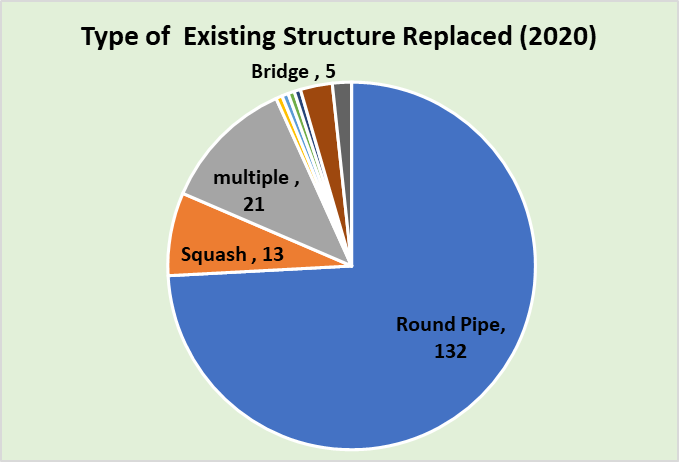 Type of  Existing Structure Replaced (2020)
Bridge , 5
multiple ,
21
Squash , 13
Round Pipe,
132